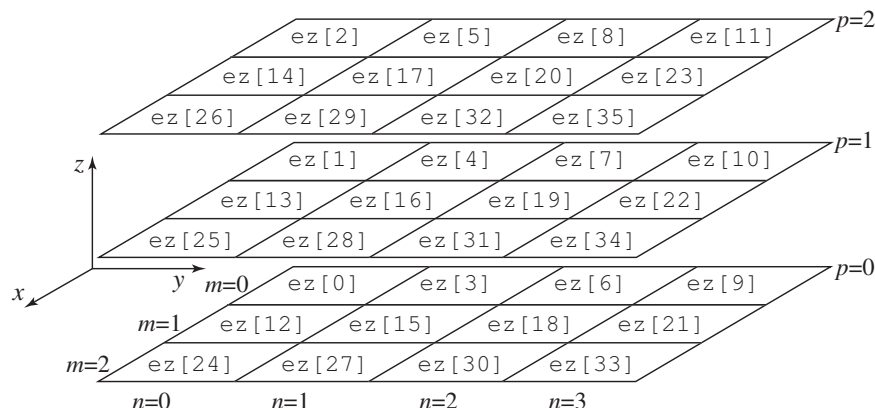 ez[2] ez[5] ez[8] ez[11] p=2
ez[14] ez[17] ez[20] ez[23]
ez[26] ez[29] ez[32] ez[35]
z
ez[1] ez[4] ez[7] ez[10] p=1
ez[13] ez[16] ez[19] ez[22]
ez[25] ez[28] ez[31] ez[34]
x y
m=0 ez[0] ez[3] ez[6] ez[9] p=0
m=1 ez[12] ez[15] ez[18] ez[21]
m=2 ez[24] ez[27] ez[30] ez[33]
n=0 n=1 n=2 n=3